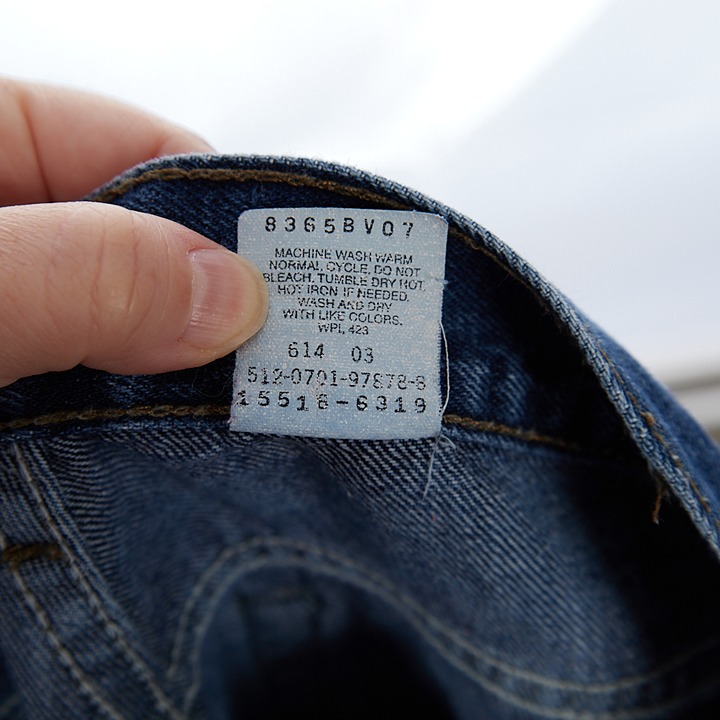 8365BV07
MACHINE WASH WARM
NORMAL CYCLE. DO NOT
BLEACH. TUMBLE DRY HOT.
HOT IRON IF NEEDED.
WASH AND DRY
WITH LIKE COLORS.
WPL 423
614 03
512-0701-97878-8
15516-6319